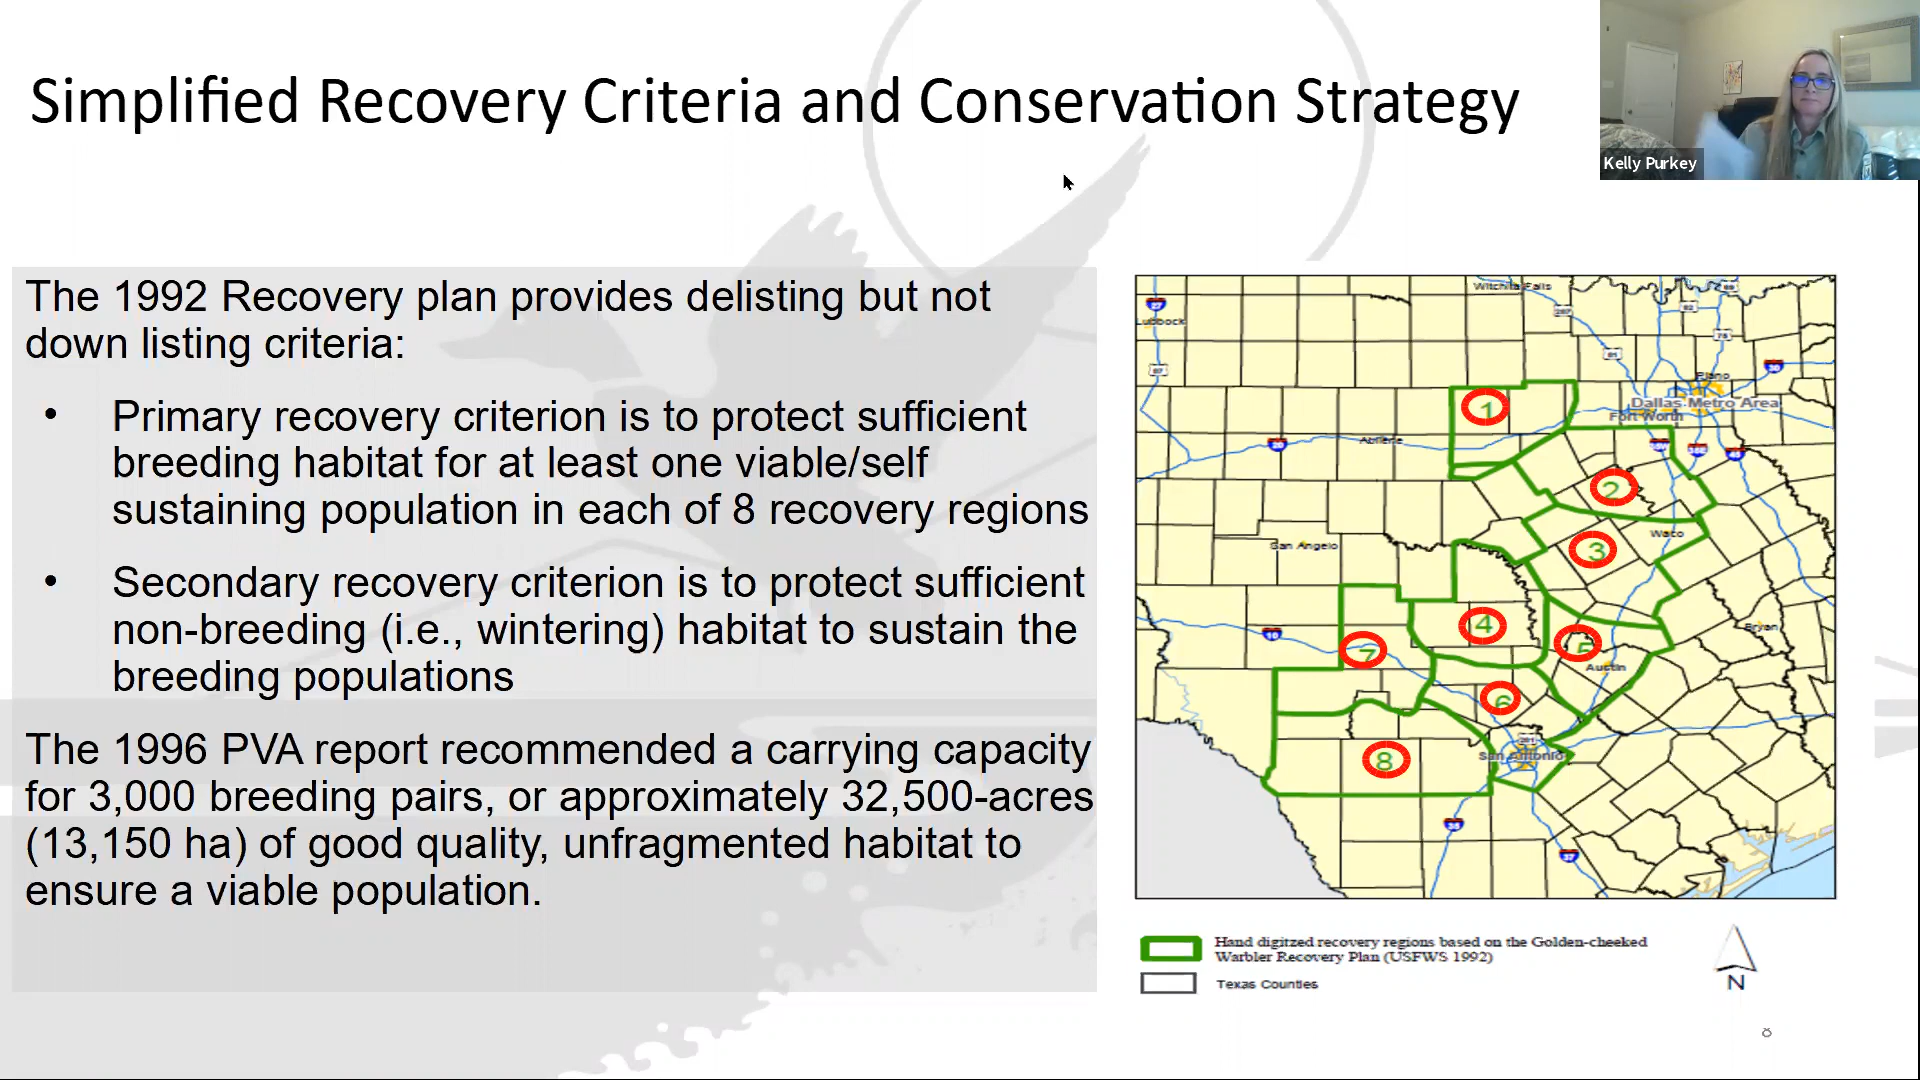 Simplified Recovery Criteria and Conservation Strategy
Kelly Purkey
The 1992 Recovery plan provides delisting but not
down listing criteria:
• Primary recovery criterion is to protect sufficient
breeding habitat for at least one viable/self
sustaining population in each of 8 recovery regions
• Secondary recovery criterion is to protect sufficient
non-breeding (i.e., wintering) habitat to sustain the
breeding populations
The 1996 PVA report recommended a carrying capacity
for 3,000 breeding pairs, or approximately 32,500-acres
(13,150 ha) of good quality, unfragmented habitat to
ensure a viable population.
Wichita Falls
Lubbock
Plano
Dallas Metro Area
Fort Worth
Abilene
Waco
San Angelo
Bryan
Austin
San Antonio
1
2
3
4
5
6
7
8
Hand digitzed recovery regions based on the Golden-cheeked
Warbler Recovery Plan (USFWS 1992)
Texas Counties
N
8